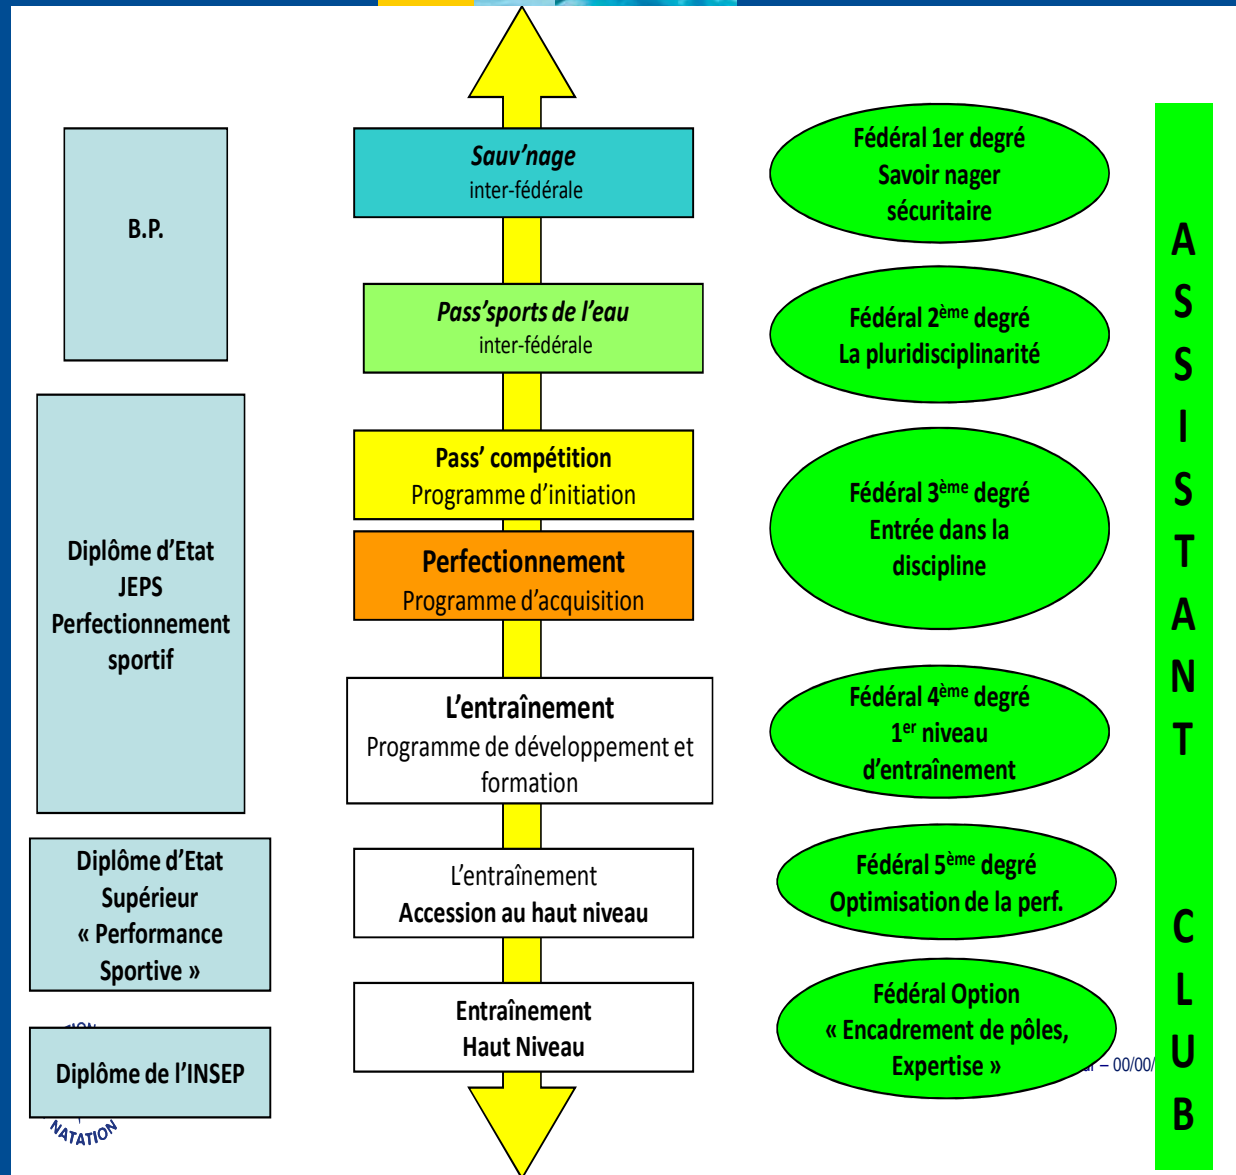 B.P.
Diplôme d'Etat
JEPS
Perfectionnement
sportif
Diplôme d'Etat
Supérieur
« Performance
Sportive »
Diplôme de l'INSEP
NATATION
Sauv'nage
inter-fédérale
Pass'sports de l'eau
inter-fédérale
Pass' compétition
Programme d'initiation
Perfectionnement
Programme d'acquisition
L'entraînement
Programme de développement et
formation
L'entraînement
Accession au haut niveau
Entraînement
Haut Niveau
Fédéral 1er degré
Savoir nager
sécuritaire
Fédéral 2ème degré
La pluridisciplinarité
Fédéral 3ème degré
Entrée dans la
discipline
Fédéral 4ème degré
1er niveau
d'entraînement
Fédéral 5ème degré
Optimisation de la perf.
Fédéral Option
« Encadrement de pôles,
Expertise »
– 00/00/
ASSISTANT CLUB